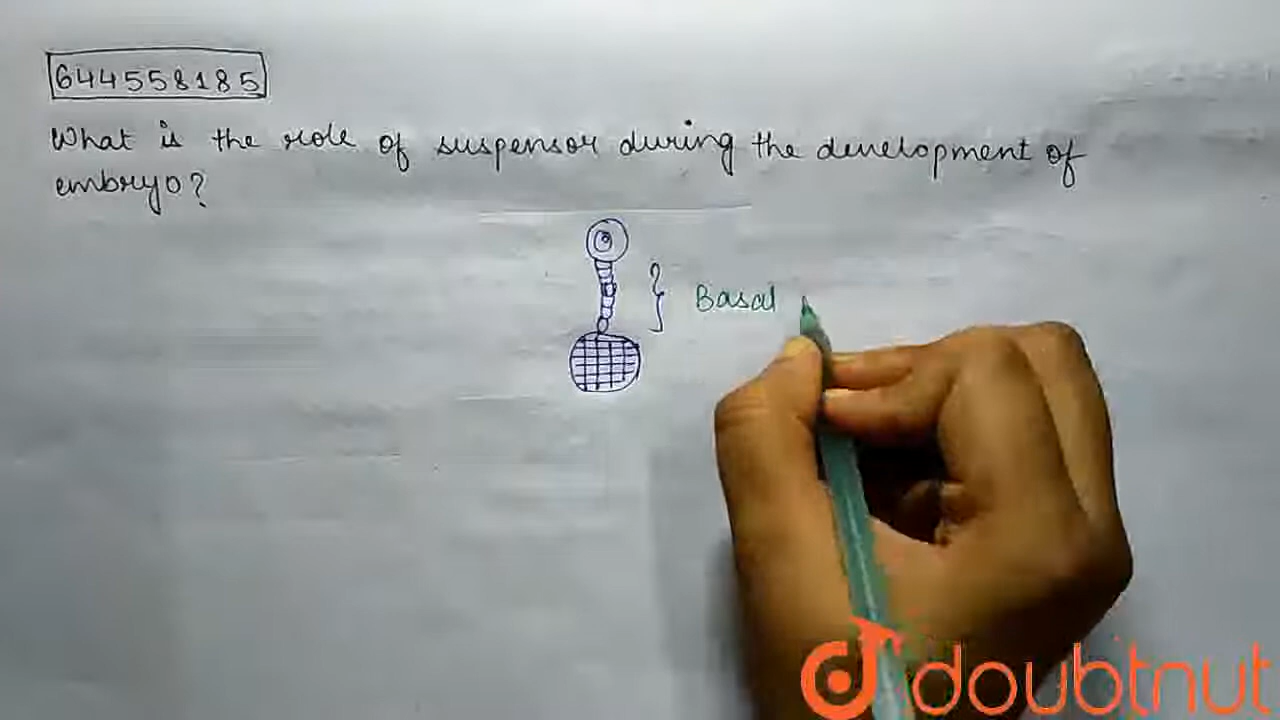 644558185
What is the role of suspensor during the development of
embryo?
Basal
doubtnut